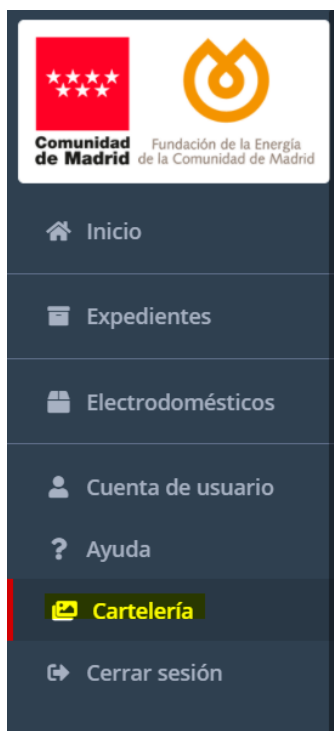 Comunidad
de Madrid
Fundación de la Energía
de la Comunidad de Madrid
Inicio
Expedientes
Electrodomésticos
Cuenta de usuario
? Ayuda
Cartelería
Cerrar sesión